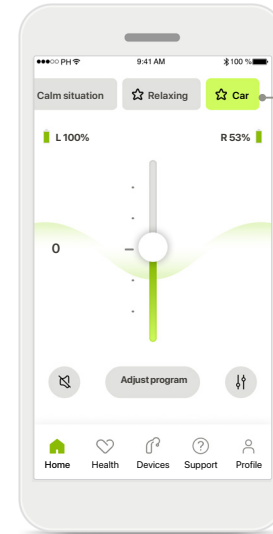 PH 9:41 AM 100 %
Calm situation Relaxing Car
L 100% R 53%
0
Adjust program
Home Health Devices Support Profile